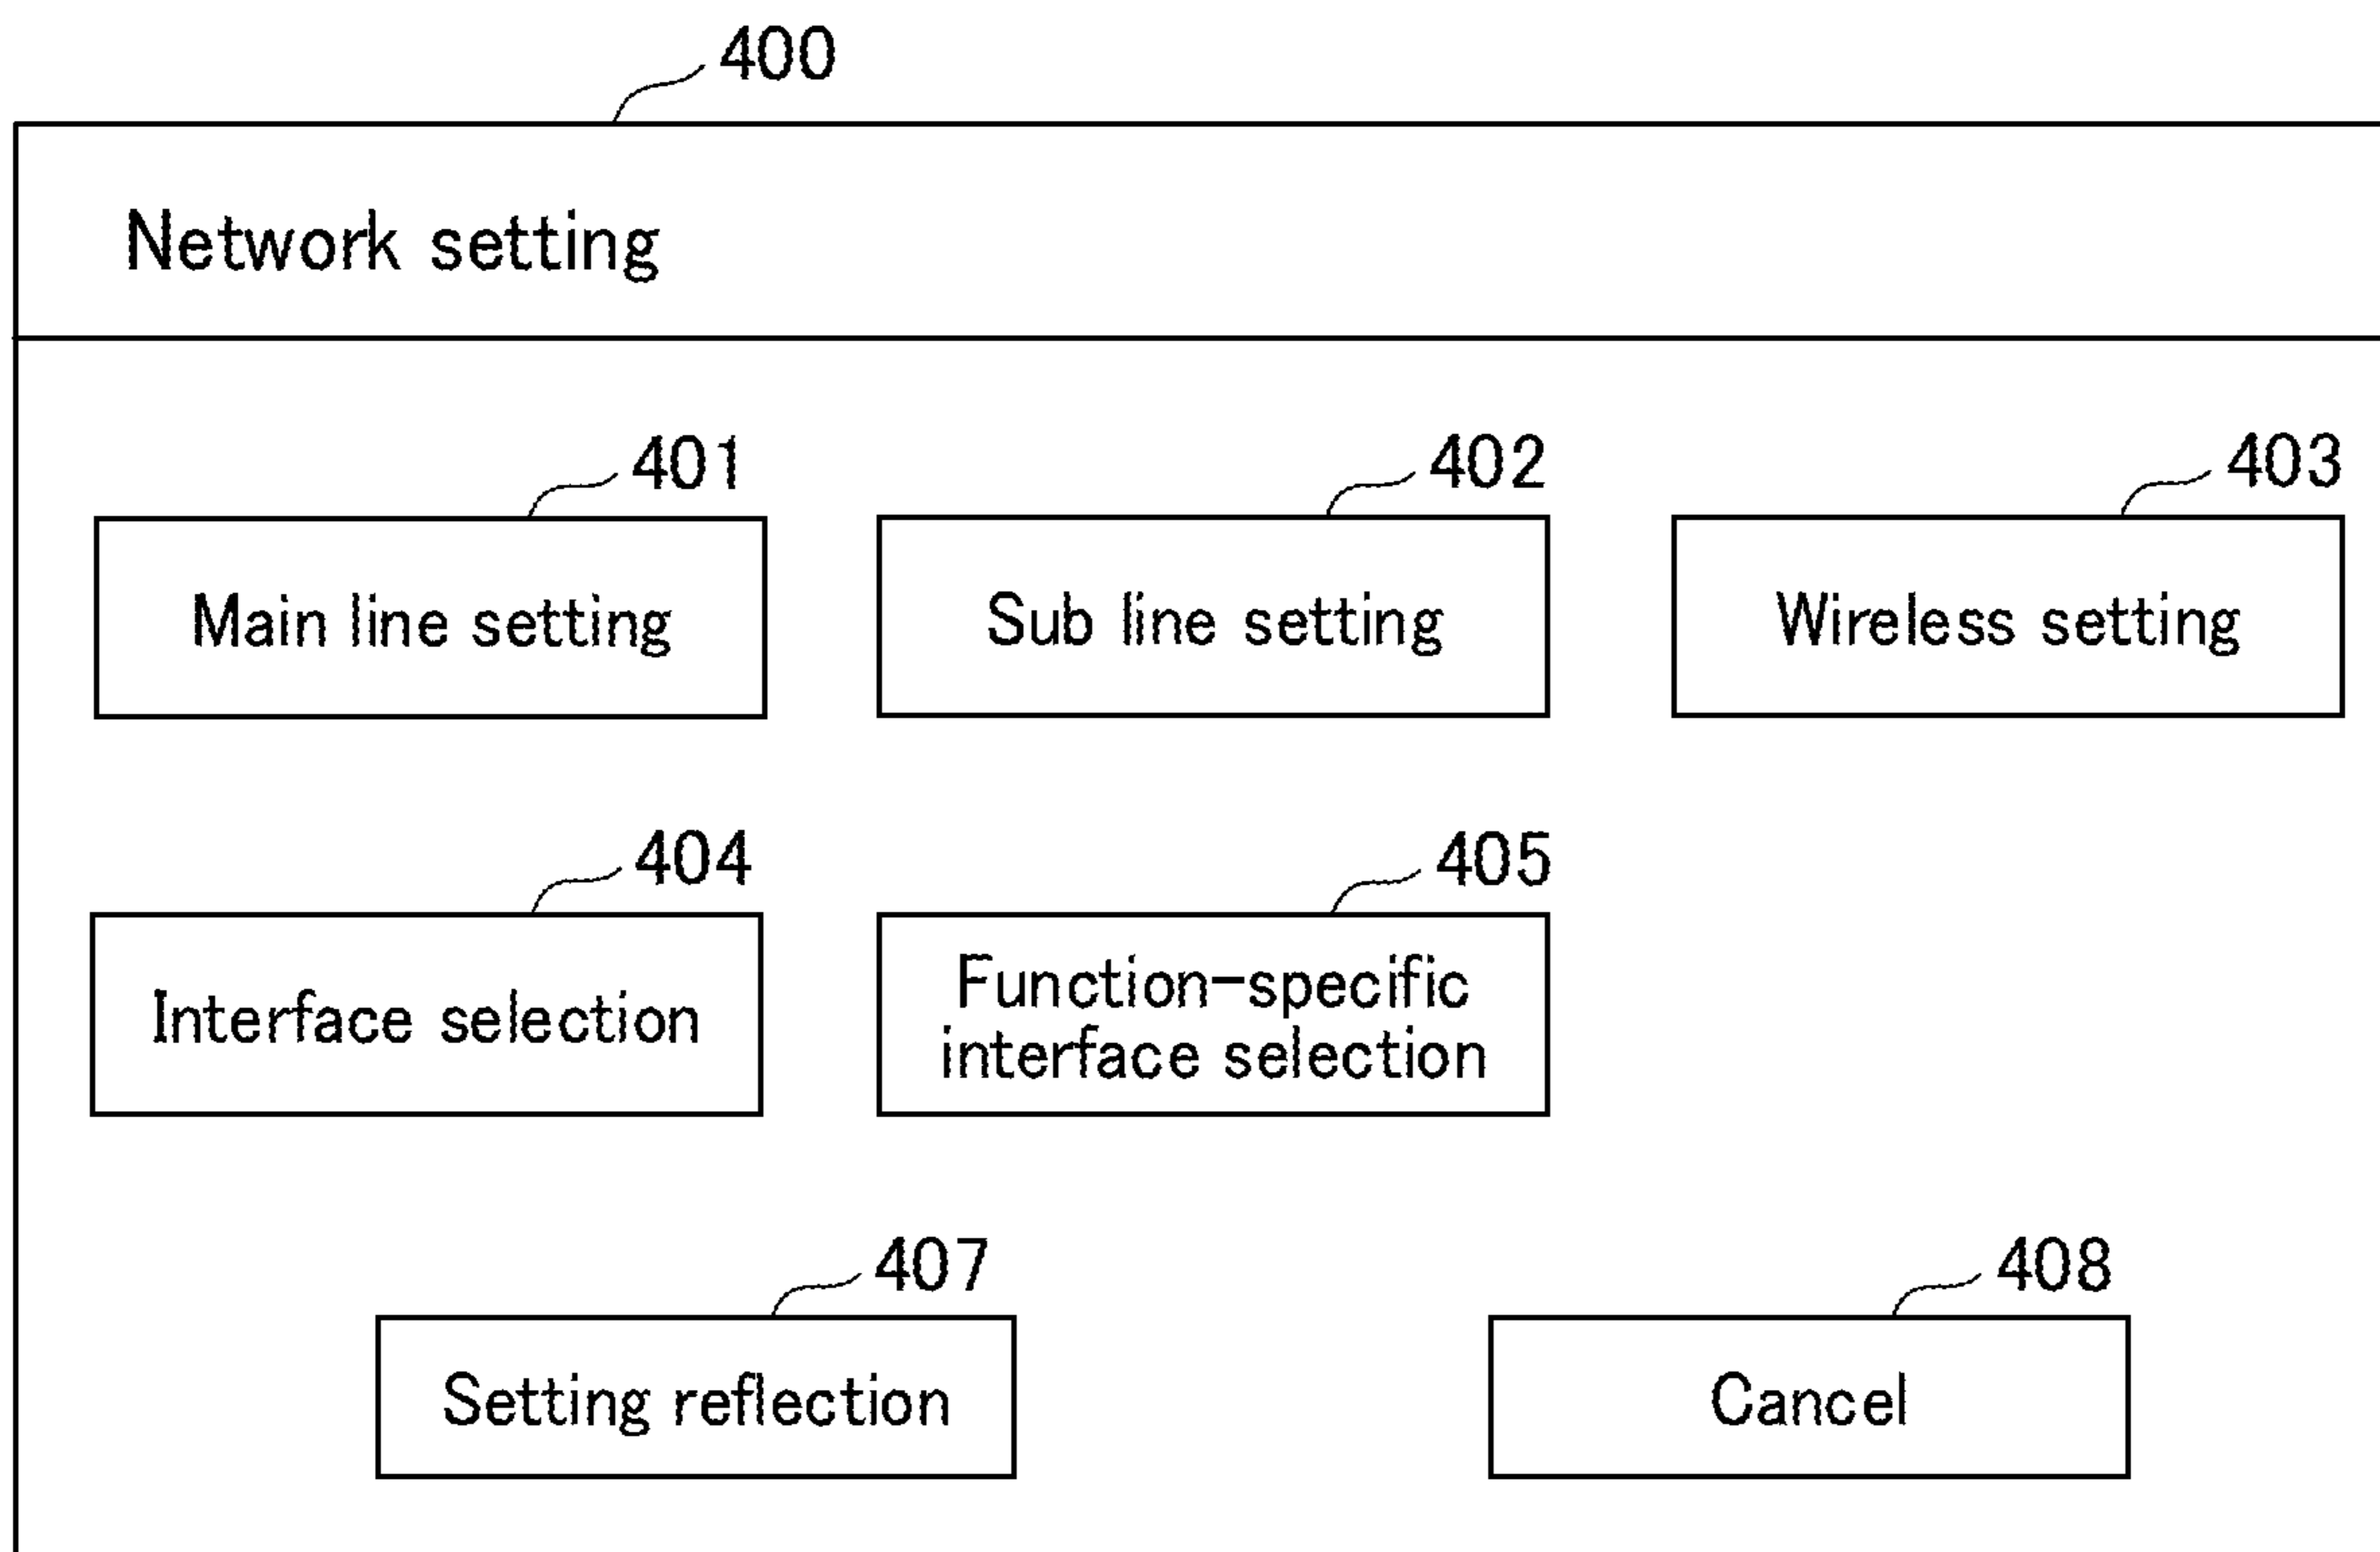 400
Network setting
401
402
403
Main line setting
Sub line setting
Wireless setting
404
405
Interface selection
Function-specific
interface selection
407
408
Setting reflection
Cancel